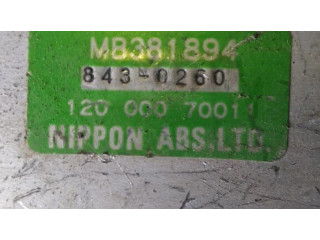 MB381894
843-0260
120 000 7001
NIPPON ABS.LTD.